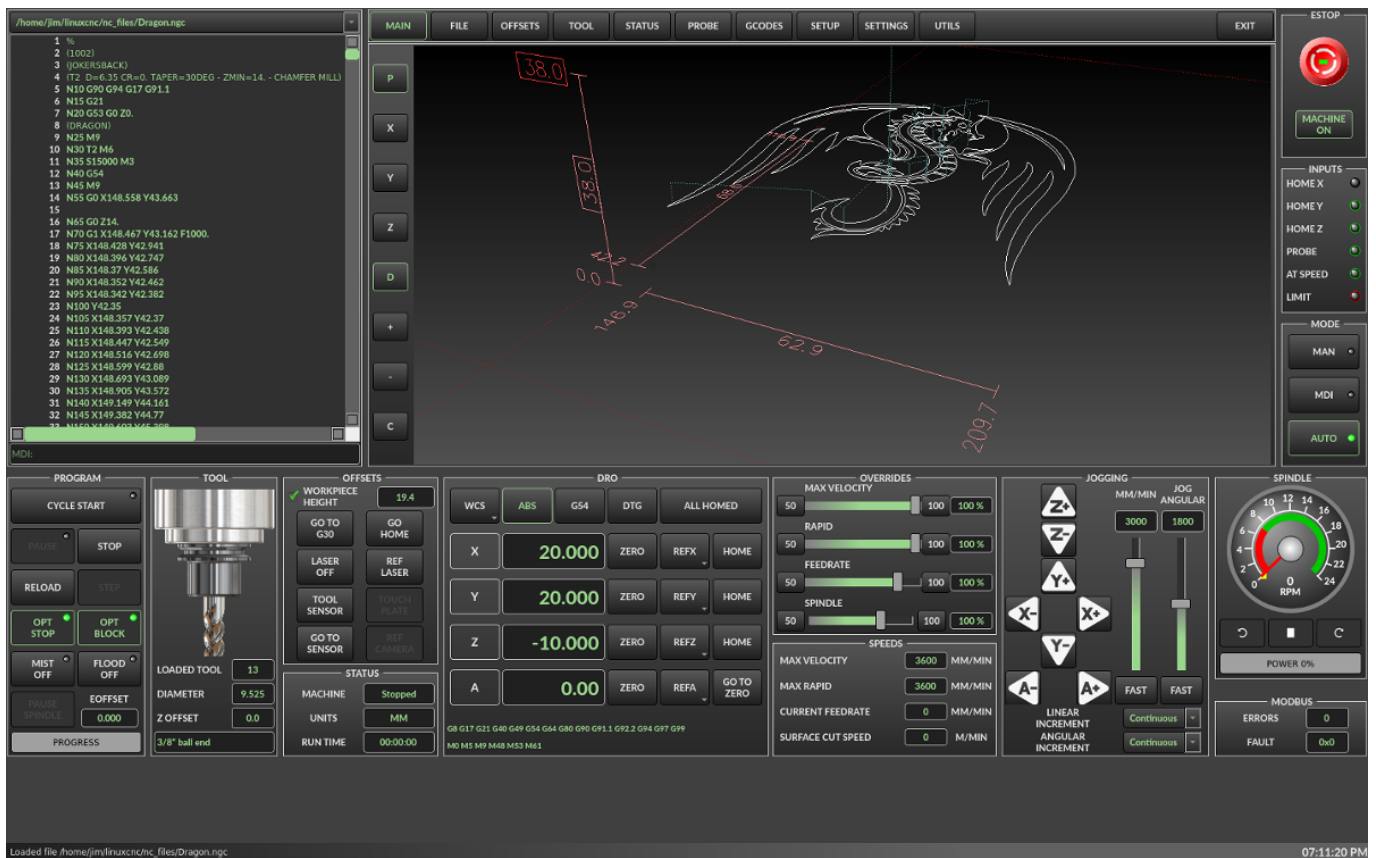 /home/jim/linuxcnc/nc_files/Dragon.ngc
1 %
2 (1002)
3 (JOKERSBACK)
4 (T2 D=6.35 CR=0. TAPER=30DEG - ZMIN=14. - CHAMFER MILL)
5 N10 G90 G94 G17 G91.1
6 N15 G21
7 N20 G53 G0 Z0.
8 (DRAGON)
9 N25 M9
10 N30 T2 M6
11 N35 S15000 M3
12 N40 G54
13 N45 M9
14 N55 G0 X148.558 Y43.663
15
16 N65 G0 Z14.
17 N70 G1 X148.467 Y43.162 F1000.
18 N75 X148.428 Y42.941
19 N80 X148.396 Y42.747
20 N85 X148.37 Y42.586
21 N90 X148.352 Y42.462
22 N95 X148.342 Y42.382
23 N100 Y42.35
24 N105 X148.357 Y42.37
25 N110 X148.393 Y42.438
26 N115 X148.447 Y42.549
27 N120 X148.516 Y42.698
28 N125 X148.599 Y42.88
29 N130 X148.693 Y43.089
30 N135 X148.905 Y43.572
31 N140 X149.149 Y44.161
32 N145 X149.382 Y44.77
33 N150 X149.603 Y45.398
MDI:
MAIN FILE OFFSETS TOOL STATUS PROBE GCODES SETUP SETTINGS UTILS EXIT
P
X
Y
Z
D
+
-
C
38.0
38.0
68.6
42.2
0.0
146.9
62.9
209.7
ESTOP
MACHINE
ON
INPUTS
HOME X
HOME Y
HOME Z
PROBE
AT SPEED
LIMIT
MODE
MAN
MDI
AUTO
PROGRAM
CYCLE START
PAUSE STOP
RELOAD STEP
OPT
STOP
OPT
BLOCK
MIST
OFF
FLOOD
OFF
PAUSE
SPINDLE
EOFFSET
0.000
PROGRESS
TOOL
LOADED TOOL 13
DIAMETER 9.525
Z OFFSET 0.0
3/8" ball end
OFFSETS
WORKPIECE
HEIGHT
19.4
GO TO
G30
GO
HOME
LASER
OFF
REF
LASER
TOOL
SENSOR
TOUCH
PLATE
GO TO
SENSOR
REF
CAMERA
STATUS
MACHINE Stopped
UNITS MM
RUN TIME 00:00:00
DRO
WCS ABS G54 DTG ALL HOMED
X 20.000 ZERO REFX HOME
Y 20.000 ZERO REFY HOME
Z -10.000 ZERO REFZ HOME
A 0.00 ZERO REFA GO TO
ZERO
G8 G17 G21 G40 G49 G54 G64 G80 G90 G91.1 G92.2 G94 G97 G99
M0 M5 M9 M48 M53 M61
OVERRIDES
MAX VELOCITY
50 100 100 %
RAPID
50 100 100 %
FEEDRATE
50 100 100 %
SPINDLE
50 100 100 %
SPEEDS
MAX VELOCITY 3600 MM/MIN
MAX RAPID 3600 MM/MIN
CURRENT FEEDRATE 0 MM/MIN
SURFACE CUT SPEED 0 M/MIN
JOGGING
Z+
Z-
Y+
X- X+
Y-
A- A+
MM/MIN
JOG
ANGULAR
3000 1800
FAST FAST
LINEAR
INCREMENT
Continuous
ANGULAR
INCREMENT
Continuous
SPINDLE
0 2 4 6 8 10 12 14 16 18 20 22 24
0
RPM
POWER 0%
MODBUS
ERRORS 0
FAULT 0x0
Loaded file /home/jim/linuxcnc/nc_files/Dragon.ngc
07:11:20 PM